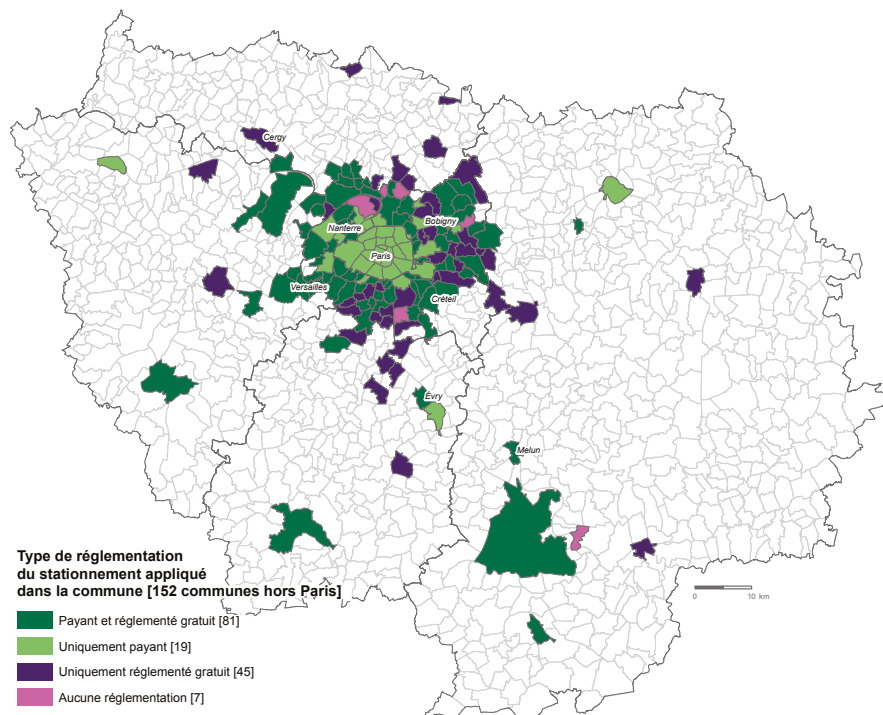 Cergy
Bobigny
Nanterre
Paris
Versailles
Créteil
Évry
Melun
Type de réglementation
du stationnement appliqué
dans la commune [152 communes hors Paris]
Payant et réglementé gratuit [81]
Uniquement payant [19]
Uniquement réglementé gratuit [45]
Aucune réglementation [7]
0 10 km